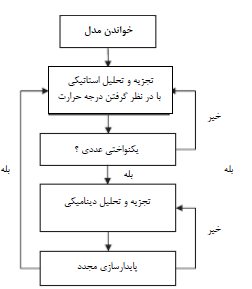 خواندن مدل
تجزیه و تحلیل استاتیکی
با در نظر گرفتن درجه حرارت
خیر
یکنواختی عددی ؟
بله
بله
بله
تجزیه و تحلیل دینامیکی
خیر
پایدارسازی مجدد